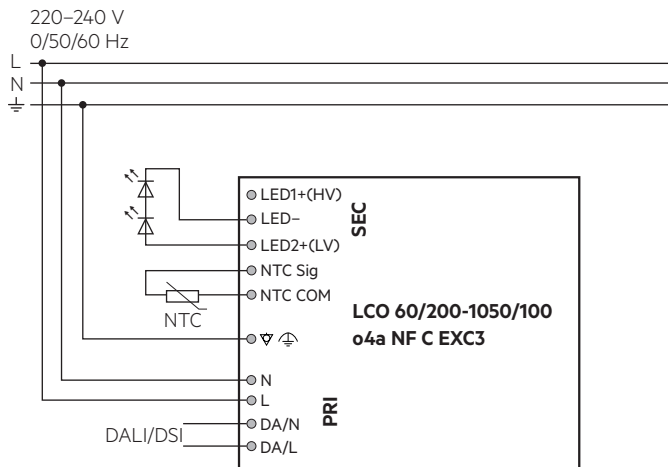 220–240 V
0/50/60 Hz
L
N
LED1+(HV)
SEC
LED–
LED2+(LV)
NTC Sig
NTC COM
NTC
LCO 60/200-1050/100
o4a NF C EXC3
N
L
PRI
DA/N
DALI/DSI
DA/L